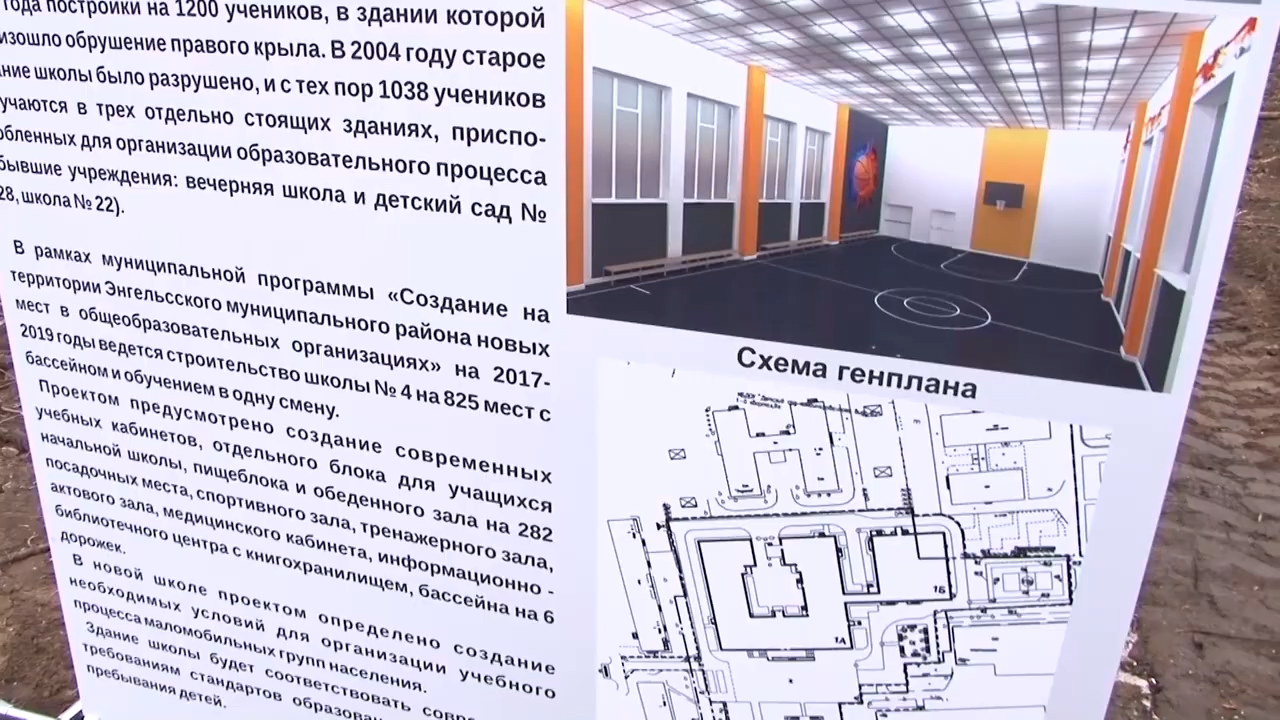 года постройки на 1200 учеников, в здании которой
изошло обрушение правого крыла. В 2004 году старое
ние школы было разрушено, и с тех пор 1038 учеников
учаются в трех отдельно стоящих зданиях, приспо-
обленных для организации образовательного процесса
бывшие учреждения: вечерняя школа и детский сад №
28, школа № 22).
В рамках муниципальной программы «Создание на
территории Энгельсского муниципального района новых
мест в общеобразовательных организациях» на 2017-
2019 годы ведется строительство школы № 4 на 825 мест с
бассейном и обучением в одну смену.
Проектом предусмотрено создание современных
учебных кабинетов, отдельного блока для учащихся
начальной школы, пищеблока и обеденного зала на 282
посадочных места, спортивного зала, тренажерного зала,
актового зала, медицинского кабинета, информационно -
библиотечного центра с книгохранилищем, бассейна на 6
дорожек.
В новой школе проектом определено создание
необходимых условий для организации учебного
процесса маломобильных групп населения.
Здание школы будет соответствовать
требованиям стандартов
пребывания детей.
Схема генплана
1Б
1А